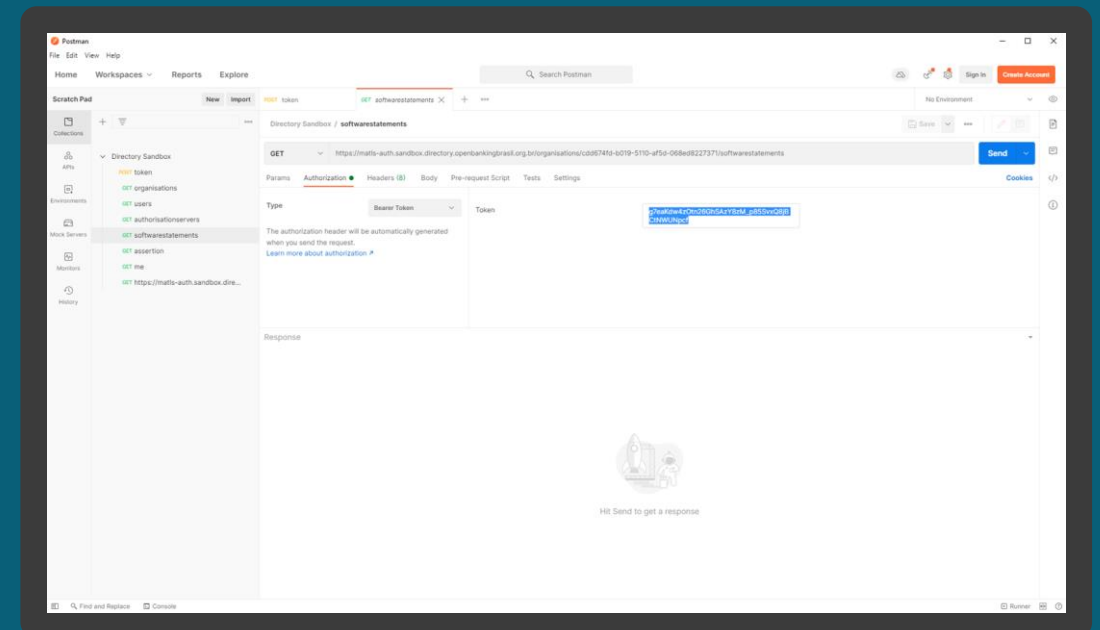 Postman
File Edit View Help
Home Workspaces Reports Explore Search Postman Sign In Create Account
Scratch Pad New Import POST token GET softwarestatements No Environment
Collections
APIs
Environments
Mock Servers
Monitors
History
Directory Sandbox
POST token
GET organisations
GET users
GET authorisationservers
GET softwarestatements
GET assertion
GET me
GET https://matls-auth.sandbox.dire...
Directory Sandbox / softwarestatements Save
GET https://matls-auth.sandbox.directory.openbankingbrasil.org.br/organisations/cdd674fd-b019-5110-af5d-068ed8227371/softwarestatements Send
Params Authorization Headers (8) Body Pre-request Script Tests Settings Cookies
Type Bearer Token
The authorization header will be automatically generated
when you send the request.
Learn more about authorization
Token
Response
Hit Send to get a response
Find and Replace Console Runner